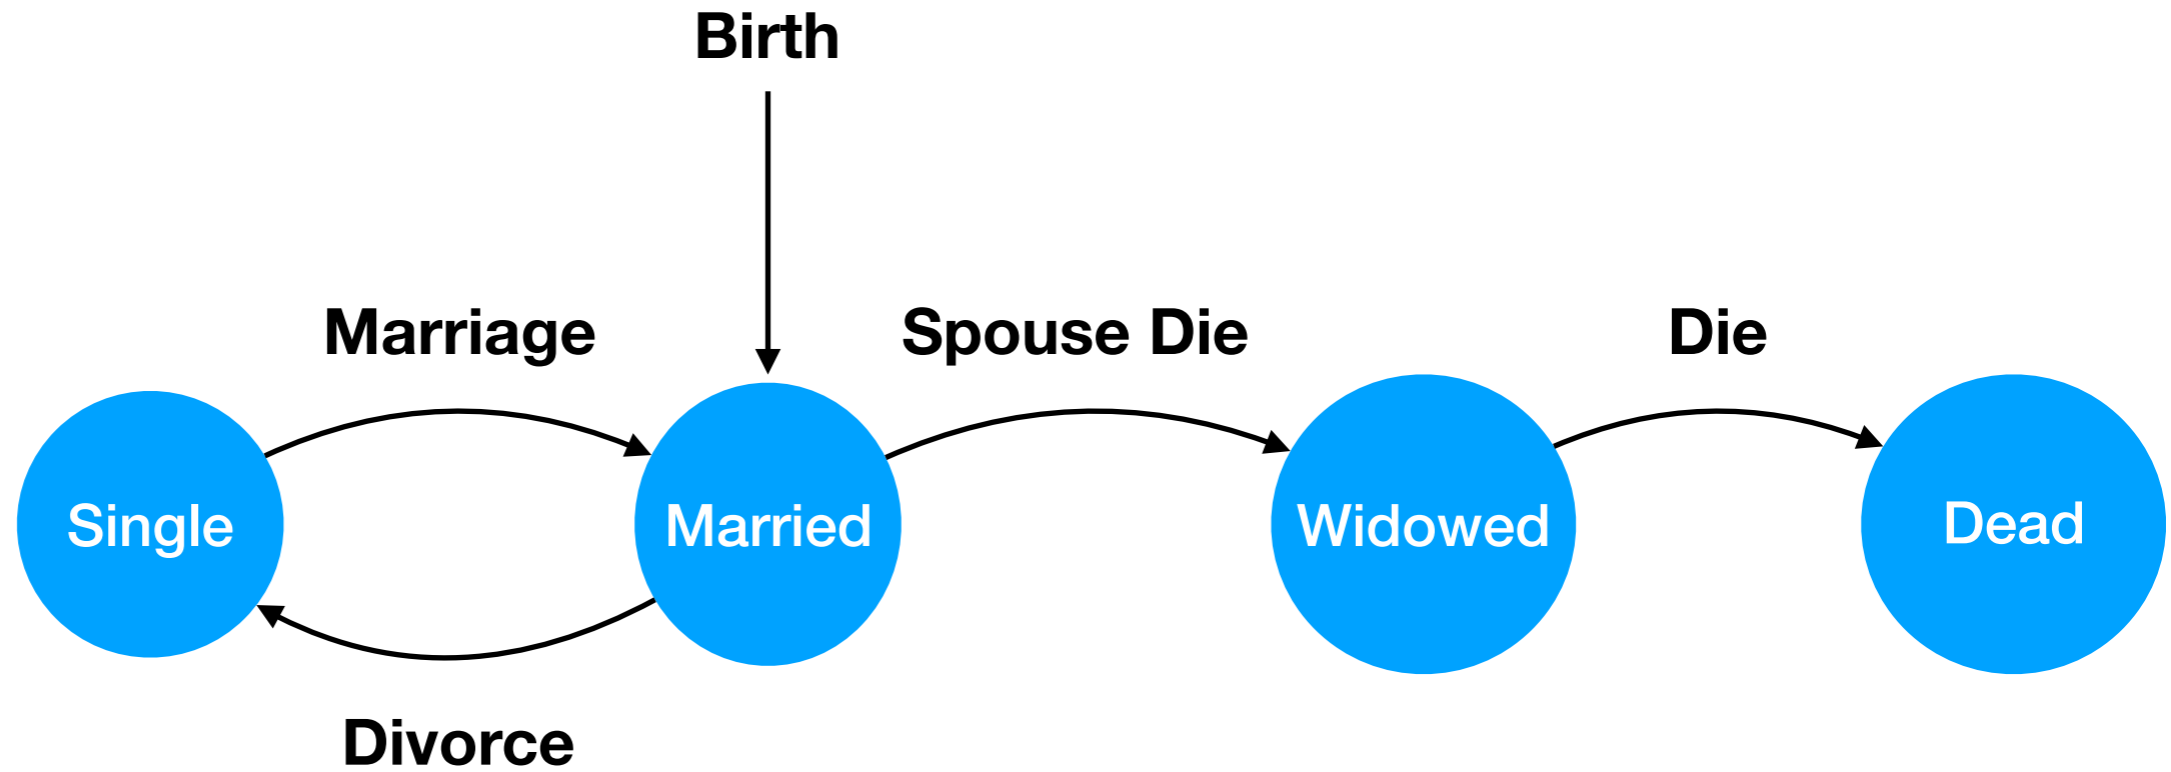 Birth
Marriage
Spouse Die
Die
Single
Married
Widowed
Dead
Divorce